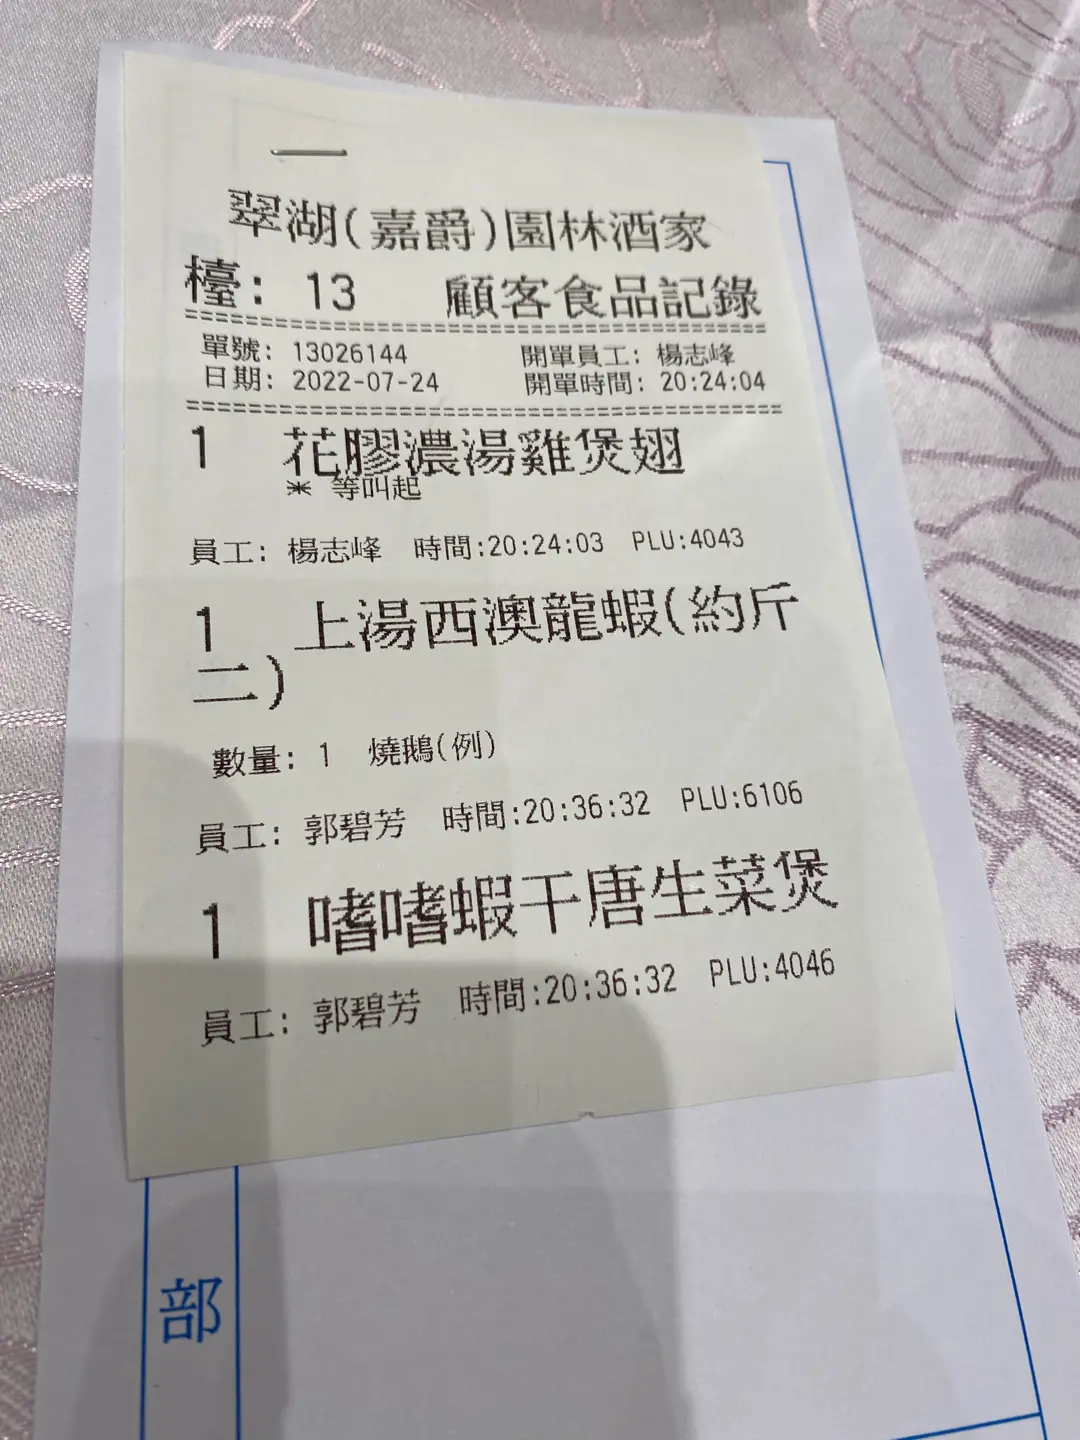 翠湖(嘉爵)園林酒家
檯: 13 顧客食品記錄
單號: 13026144 開單員工: 楊志峰
日期: 2022-07-24 開單時間: 20:24:04
1 花膠濃湯雞煲翅
* 等叫起
員工: 楊志峰 時間:20:24:03 PLU:4043
1 上湯西澳龍蝦(約斤
二)
數量: 1 燒鵝(例)
員工: 郭碧芳 時間:20:36:32 PLU:6106
1 嗜嗜蝦干唐生菜煲
員工: 郭碧芳 時間:20:36:32 PLU:4046
部